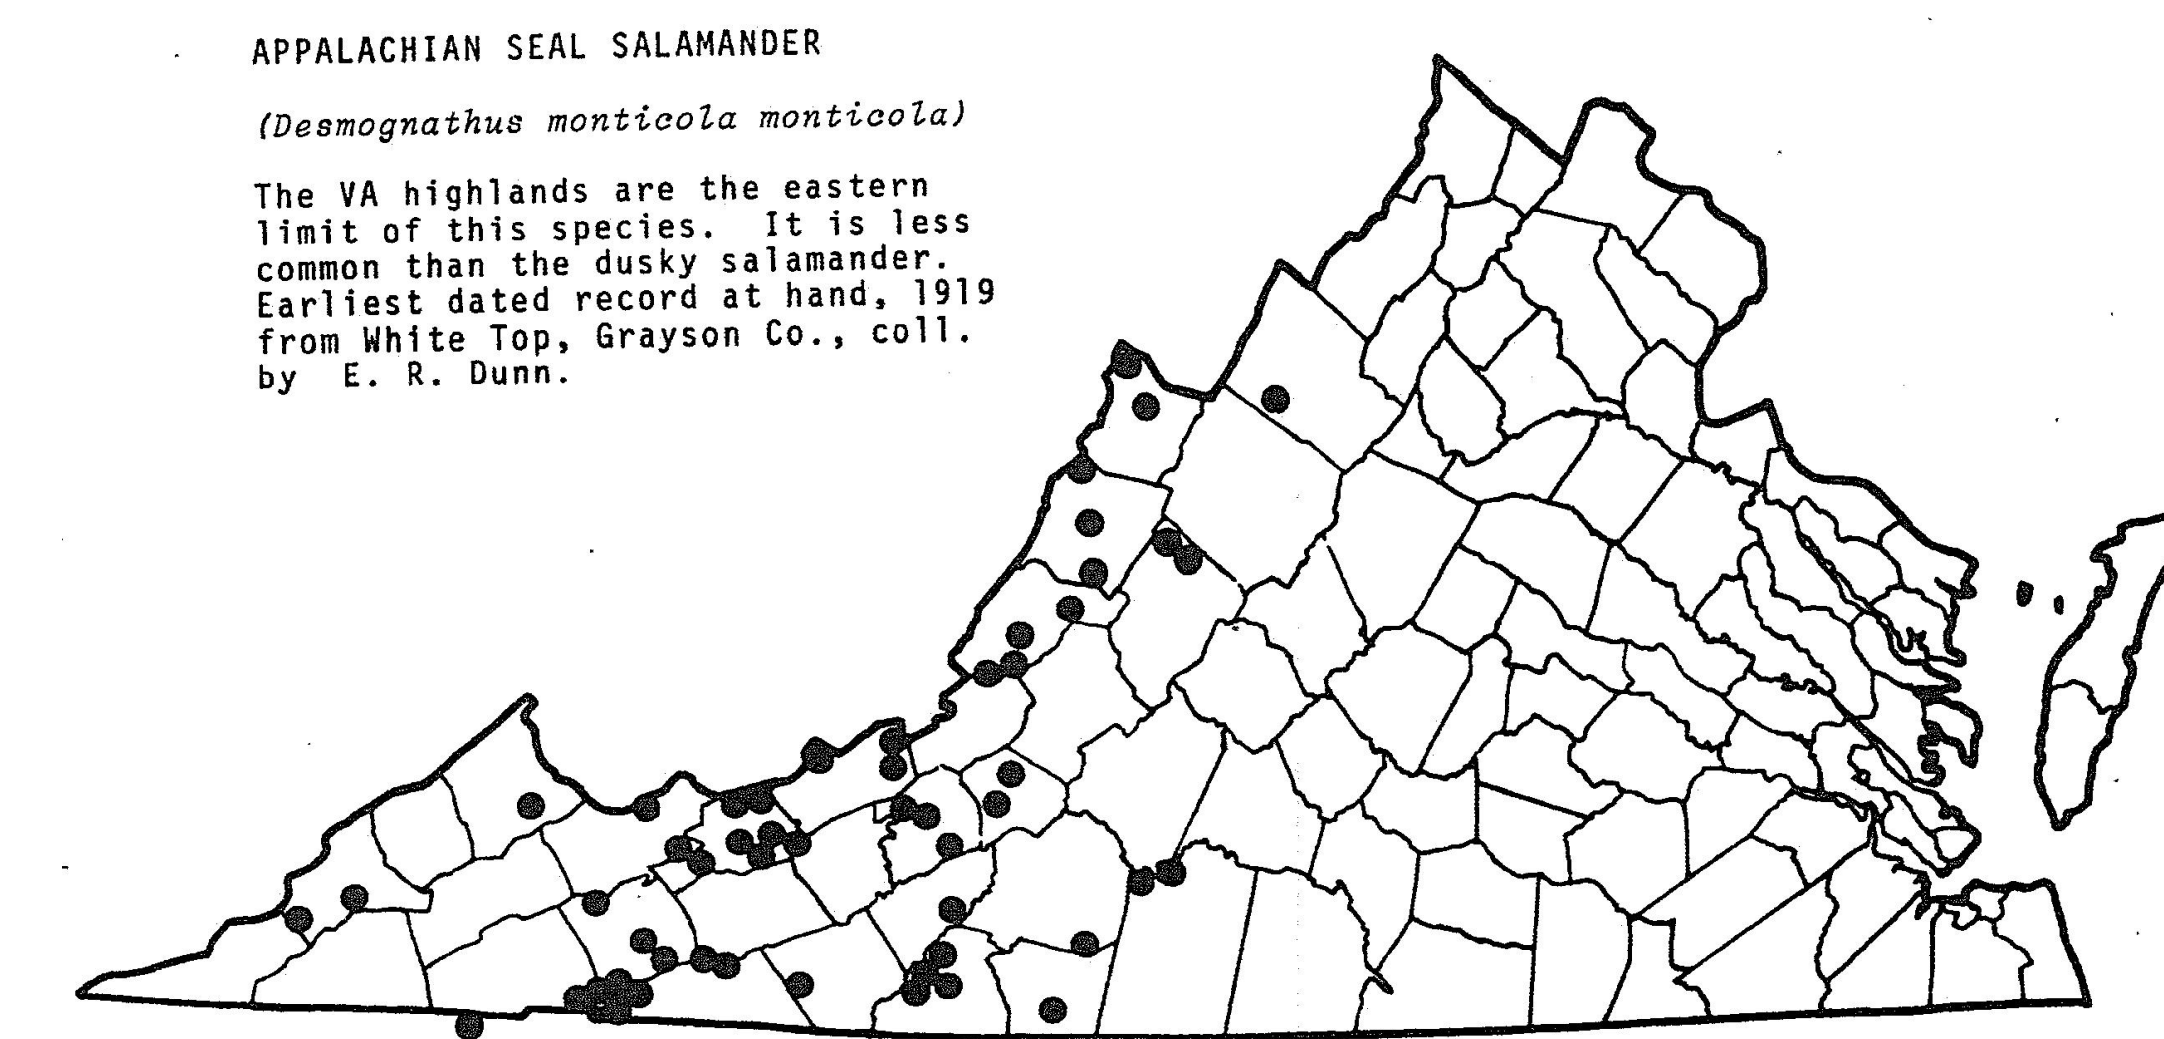 APPALACHIAN SEAL SALAMANDER
(Desmognathus monticola monticola)
The VA highlands are the eastern
limit of this species. It is less
common than the dusky salamander.
Earliest dated record at hand, 1919
from White Top, Grayson Co., coll.
by E. R. Dunn.